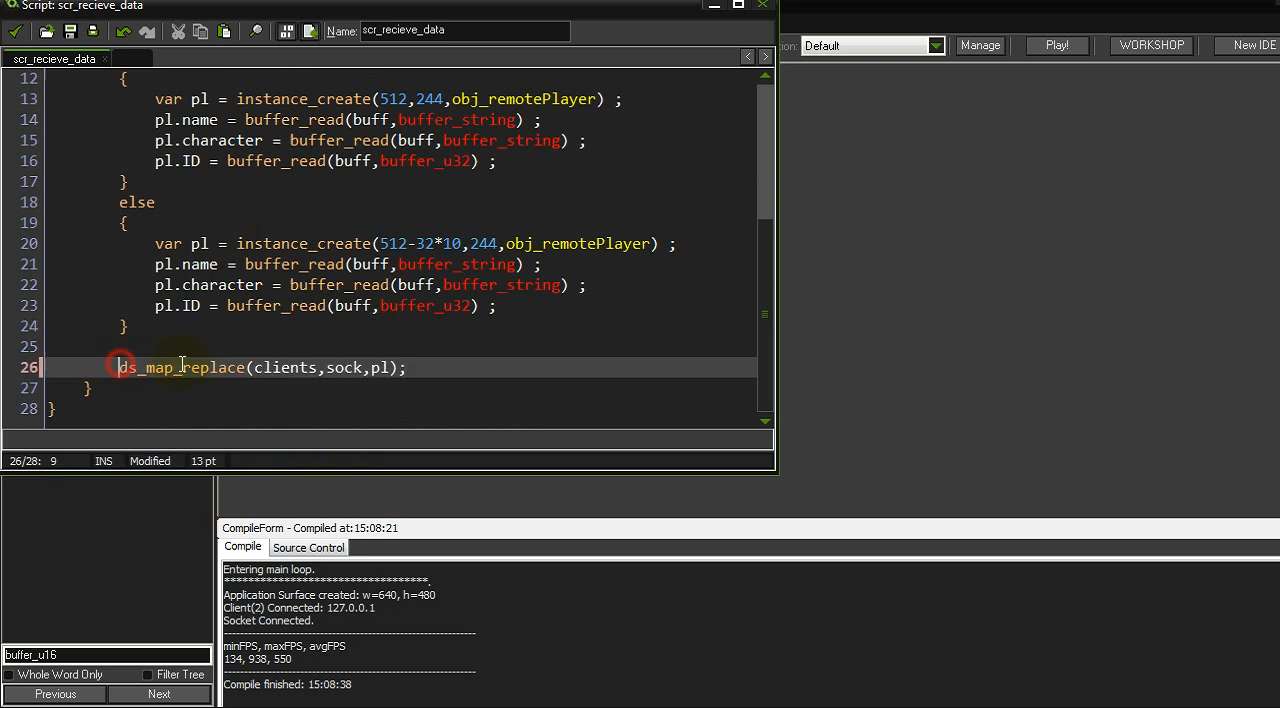 Script: scr_recieve_data
Name: scr_recieve_data
scr_recieve_data
12 {
13 var pl = instance_create(512,244,obj_remotePlayer) ;
14 pl.name = buffer_read(buff,buffer_string) ;
15 pl.character = buffer_read(buff,buffer_string) ;
16 pl.ID = buffer_read(buff,buffer_u32) ;
17 }
18 else
19 {
20 var pl = instance_create(512-32*10,244,obj_remotePlayer) ;
21 pl.name = buffer_read(buff,buffer_string) ;
22 pl.character = buffer_read(buff,buffer_string) ;
23 pl.ID = buffer_read(buff,buffer_u32) ;
24 }
25
26 ds_map_replace(clients,sock,pl);
27 }
28 }
26/28: 9 INS Modified 13 pt
ion: Default Manage Play! WORKSHOP New IDE
CompileForm - Compiled at:15:08:21
Compile Source Control
Entering main loop.
***********************************.
Application Surface created: w=640, h=480
Client(2) Connected: 127.0.0.1
Socket Connected.
---------------------------------------------------------------
minFPS, maxFPS, avgFPS
134, 938, 550
---------------------------------------------------------------
Compile finished: 15:08:38
buffer_u16
Whole Word Only Filter Tree
Previous Next